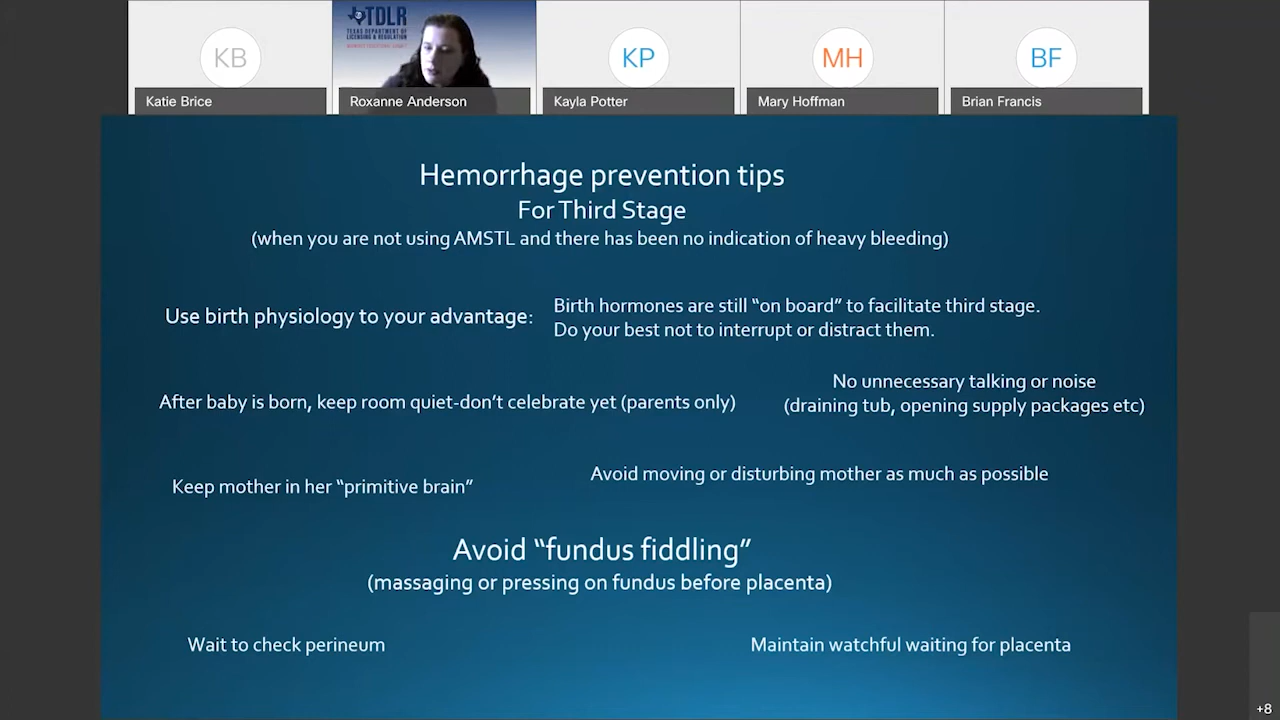 KB
TDLR
TEXAS DEPARTMENT OF
LICENSING & REGULATION
KP
MH
BF
Katie Brice
Roxanne Anderson
Kayla Potter
Mary Hoffman
Brian Francis
Hemorrhage prevention tips
For Third Stage
(when you are not using AMSTL and there has been no indication of heavy bleeding)
Use birth physiology to your advantage:
Birth hormones are still “on board” to facilitate third stage.
Do your best not to interrupt or distract them.
After baby is born, keep room quiet-don’t celebrate yet (parents only)
No unnecessary talking or noise
(draining tub, opening supply packages etc)
Keep mother in her “primitive brain”
Avoid moving or disturbing mother as much as possible
Avoid “fundus fiddling”
(massaging or pressing on fundus before placenta)
Wait to check perineum
Maintain watchful waiting for placenta
+8